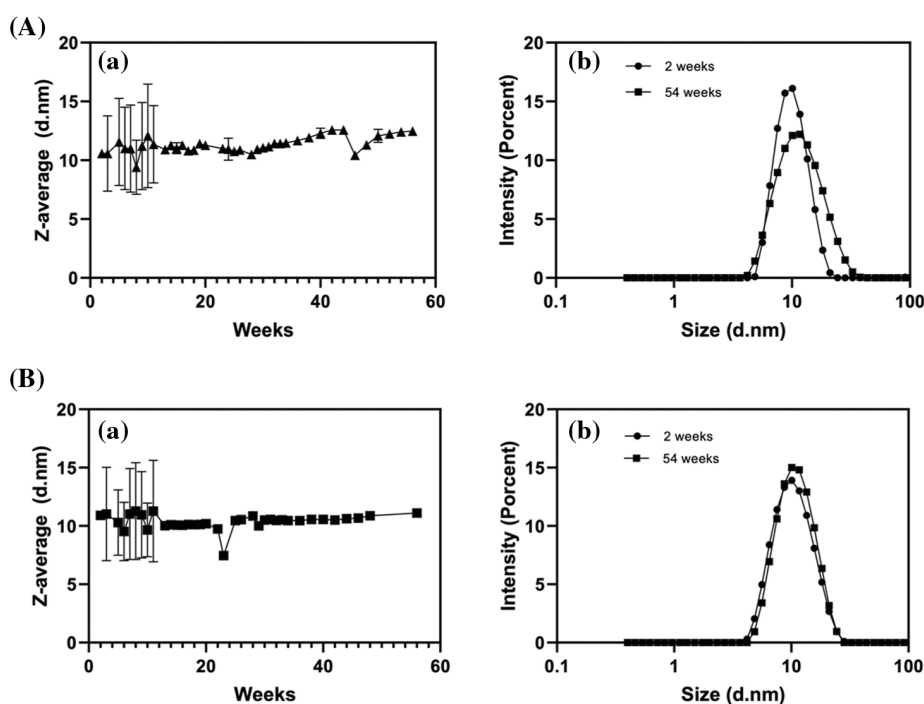 (A)
(a)
Z-average (d.nm)
20
15
10
5
0
0 20 40 60
Weeks
(b)
2 weeks
54 weeks
Intensity (Porcent)
20
15
10
5
0
0.1 1 10 100
Size (d.nm)
(B)
(a)
Z-average (d.nm)
20
15
10
5
0
0 20 40 60
Weeks
(b)
2 weeks
54 weeks
Intensity (Porcent)
20
15
10
5
0
0.1 1 10 100
Size (d.nm)